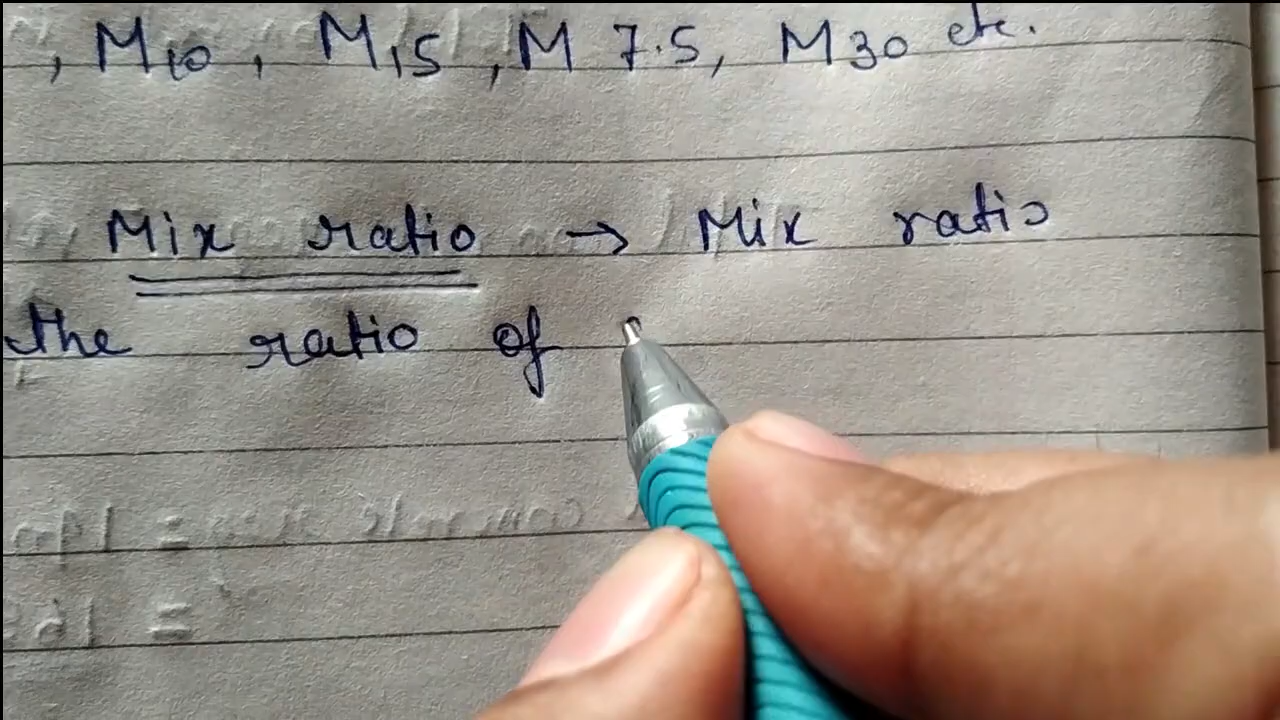 , M10, M15, M 7.5, M30 etc.
Mix ratio → Mix ratio
the ratio of